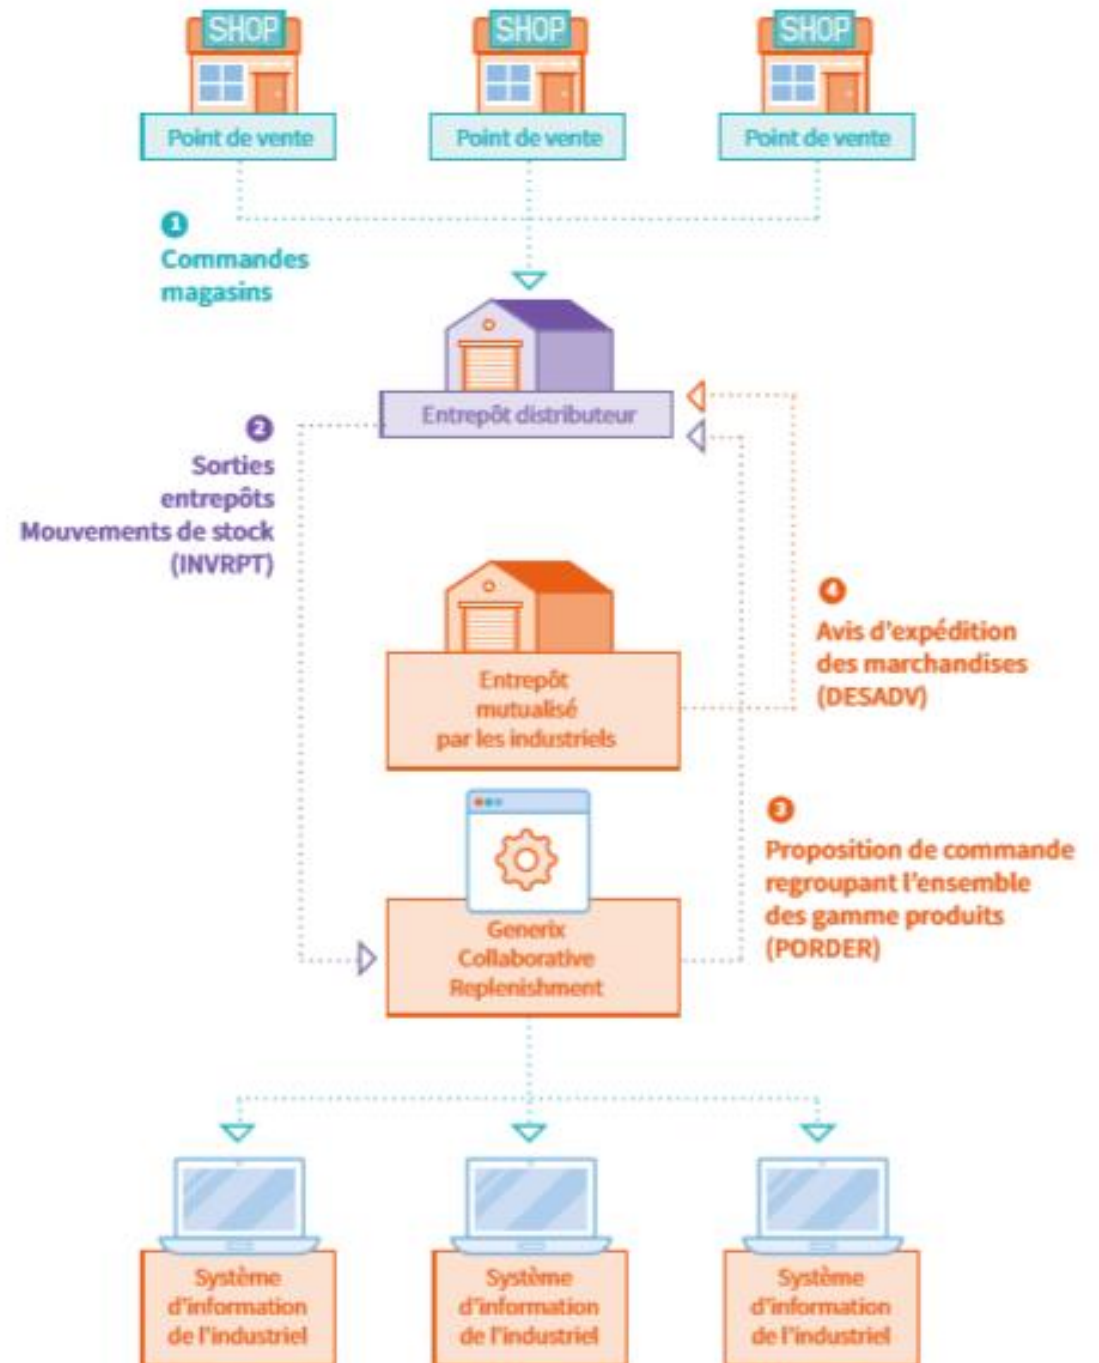 SHOP
SHOP
SHOP
Point de vente
Point de vente
Point de vente
1
Commandes
magasins
Entrepôt distributeur
2
Sorties
entrepôts
Mouvements de stock
(INVRPT)
4
Avis d'expédition
des marchandises
(DESADV)
Entrepôt
mutualisé
par les industriels
3
Proposition de commande
regroupant l'ensemble
des gamme produits
(PORDER)
Generix
Collaborative
Replenishment
Système
d'information
de l'industriel
Système
d'information
de l'industriel
Système
d'information
de l'industriel